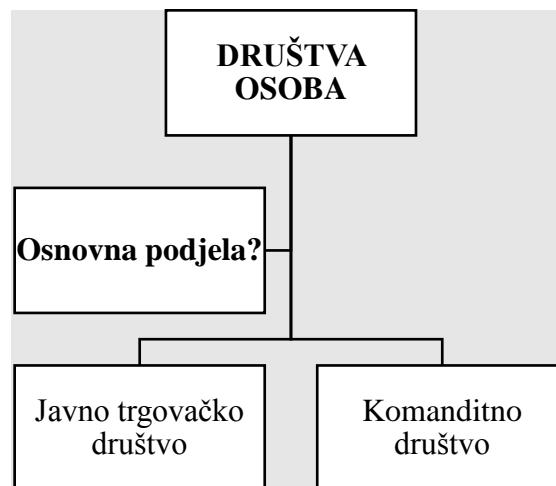 DRUŠTVA
OSOBA
Osnovna podjela?
Javno trgovačko
društvo
Komanditno
društvo